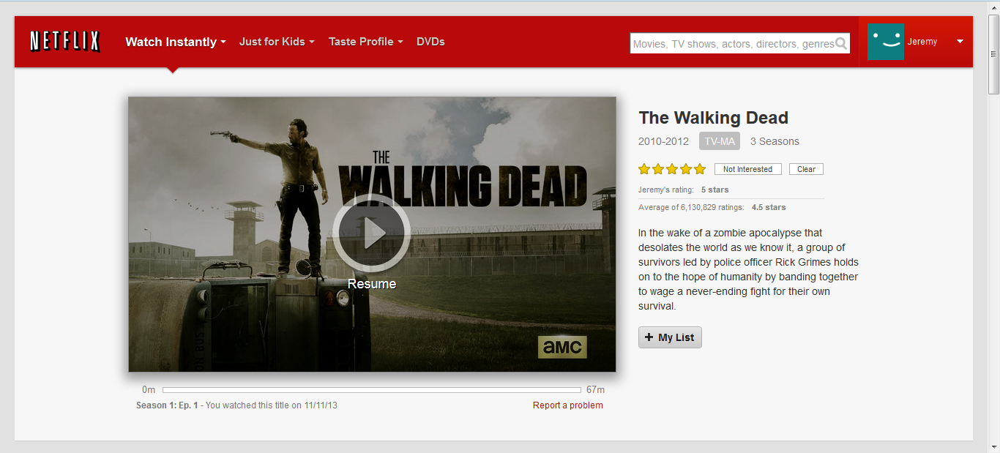 NETFLIX
Watch Instantly
Just for Kids
Taste Profile
DVDs
Movies, TV shows, actors, directors, genres
Jeremy
THE
WALKING DEAD
Resume
ON BUS
aMC
0m
67m
Season 1: Ep. 1 - You watched this title on 11/11/13
Report a problem
The Walking Dead
2010-2012 TV-MA 3 Seasons
Not Interested
Clear
Jeremy's rating: 5 stars
Average of 6,130,829 ratings: 4.5 stars
In the wake of a zombie apocalypse that
desolates the world as we know it, a group of
survivors led by police officer Rick Grimes holds
on to the hope of humanity by banding together
to wage a never-ending fight for their own
survival.
+ My List